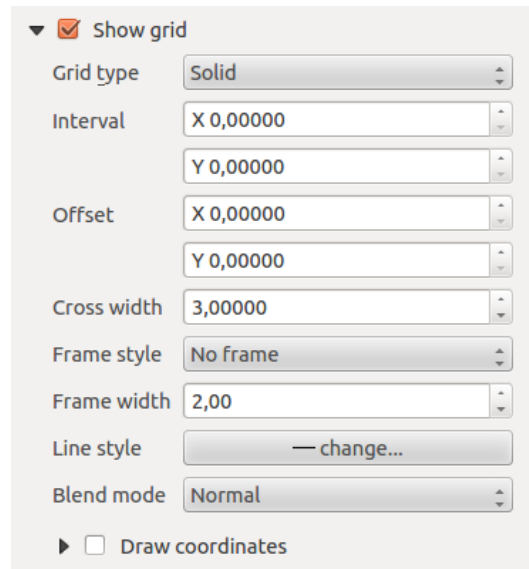 Show grid
Grid type Solid
Interval X 0,00000
Y 0,00000
Offset X 0,00000
Y 0,00000
Cross width 3,00000
Frame style No frame
Frame width 2,00
Line style change...
Blend mode Normal
Draw coordinates